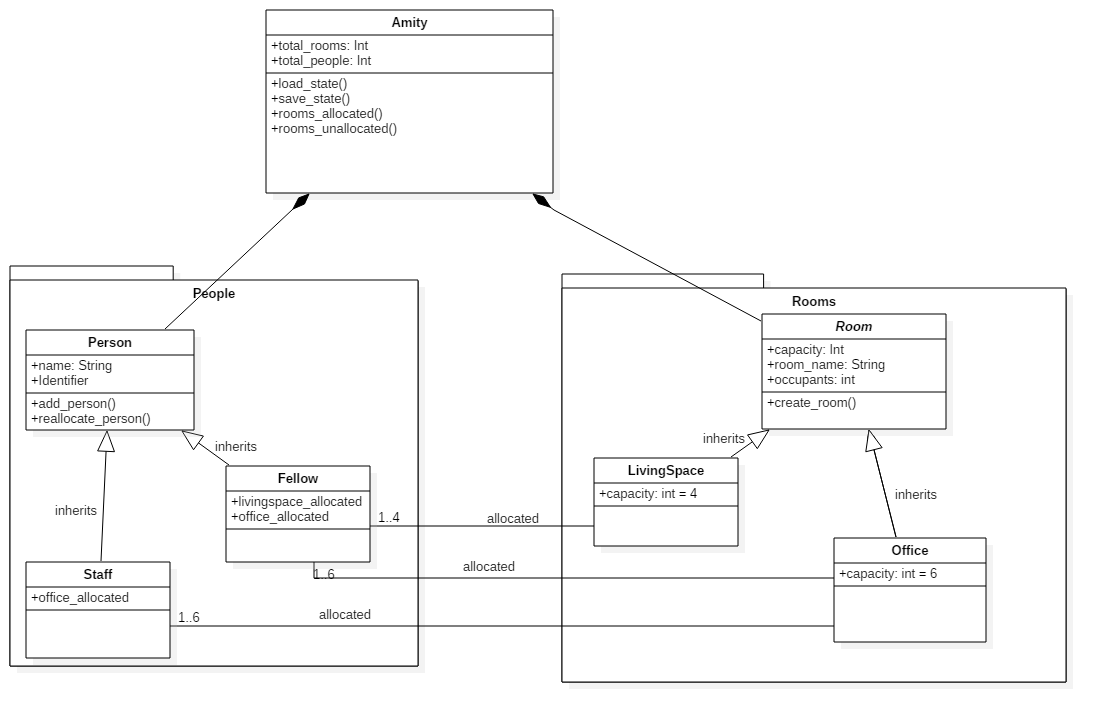 Amity
+total_rooms: Int
+total_people: Int
+load_state()
+save_state()
+rooms_allocated()
+rooms_unallocated()
People
Person
+name: String
+Identifier
+add_person()
+reallocate_person()
inherits
inherits
Fellow
+livingspace_allocated
+office_allocated
Staff
+office_allocated
1..4
allocated
1..6
allocated
1..6
allocated
Rooms
Room
+capacity: Int
+room_name: String
+occupants: int
+create_room()
inherits
inherits
LivingSpace
+capacity: int = 4
Office
+capacity: int = 6